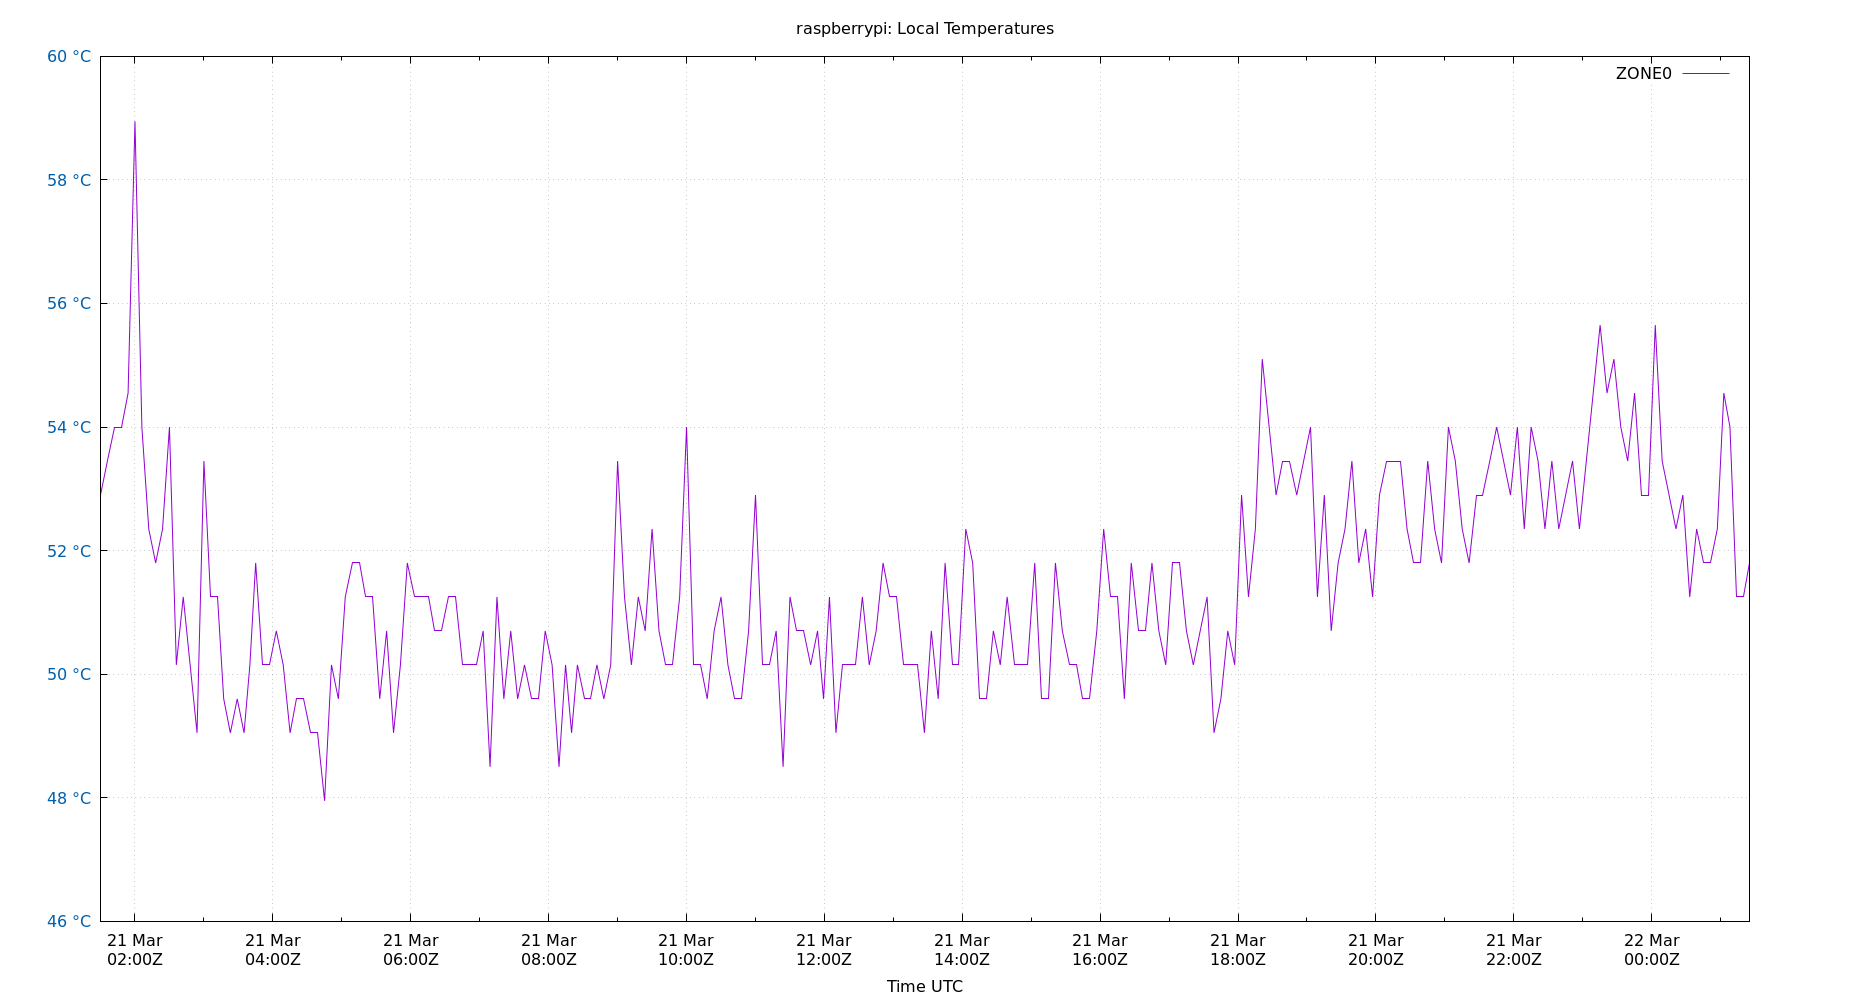 raspberrypi: Local Temperatures
60 °C
ZONE0
58 °C
56 °C
54 °C
52 °C
50 °C
48 °C
46 °C
21 Mar 21 Mar 21 Mar 21 Mar 21 Mar 21 Mar 21 Mar 21 Mar 21 Mar 21 Mar 21 Mar 22 Mar
02:00Z 04:00Z 06:00Z 08:00Z 10:00Z 12:00Z 14:00Z 16:00Z 18:00Z 20:00Z 22:00Z 00:00Z
Time UTC